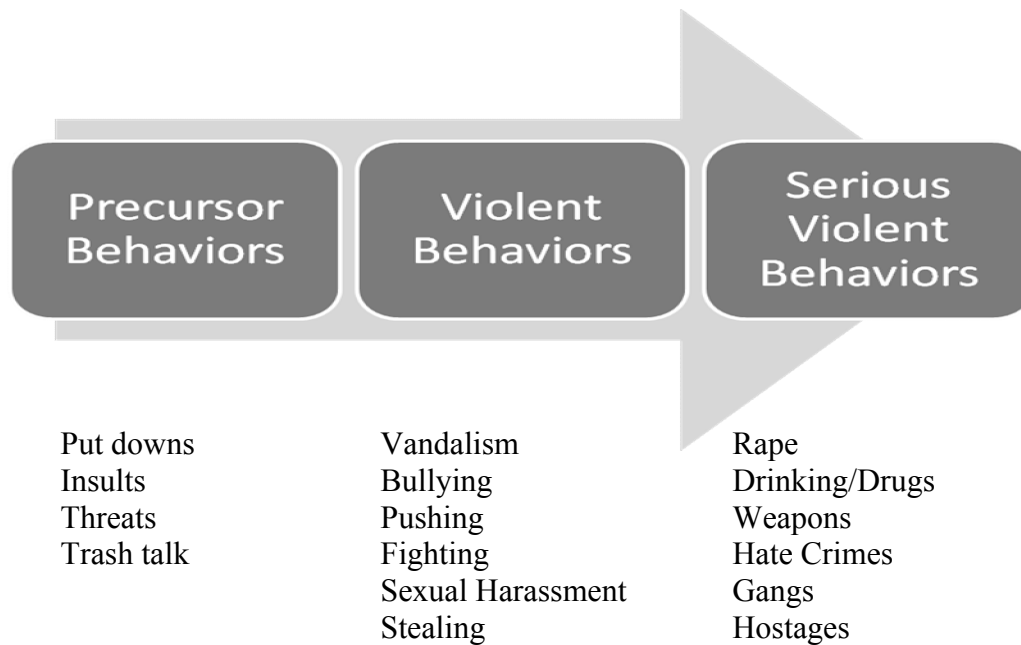 Precursor
Behaviors
Violent
Behaviors
Serious
Violent
Behaviors
Put downs
Insults
Threats
Trash talk
Vandalism
Bullying
Pushing
Fighting
Sexual Harassment
Stealing
Rape
Drinking/Drugs
Weapons
Hate Crimes
Gangs
Hostages